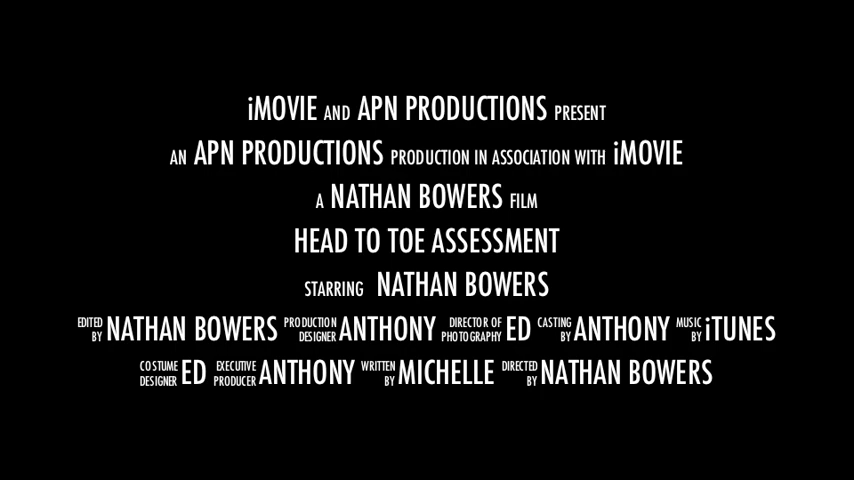 iMOVIE AND APN PRODUCTIONS PRESENT
AN APN PRODUCTIONS PRODUCTION IN ASSOCIATION WITH iMOVIE
A NATHAN BOWERS FILM
HEAD TO TOE ASSESSMENT
STARRING NATHAN BOWERS
EDITED BY NATHAN BOWERS PRODUCTION DESIGNER ANTHONY DIRECTOR OF PHOTOGRAPHY ED CASTING BY ANTHONY MUSIC BY iTUNES
COSTUME DESIGNER ED EXECUTIVE PRODUCER ANTHONY WRITTEN BY MICHELLE DIRECTED BY NATHAN BOWERS